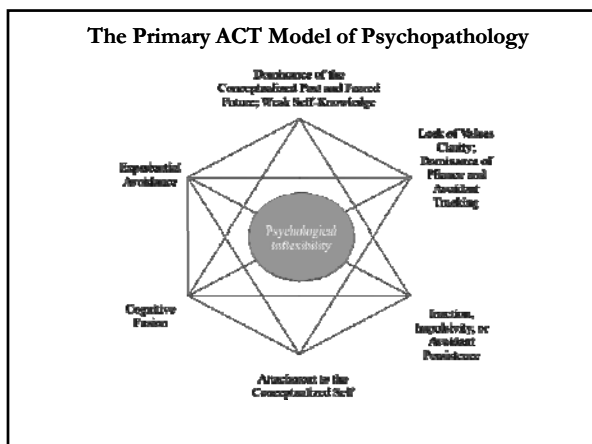 The Primary ACT Model of Psychopathology
Dominance of the
Conceptualized Past and Feared
Future; Weak Self-Knowledge
Lack of Values
Clarity;
Dominance of
Pliance and
Avoidant
Tracking
Experiential
Avoidance
Psychological
Inflexibility
Cognitive
Fusion
Inaction,
Impulsivity, or
Avoidant
Persistence
Attachment to the
Conceptualized Self